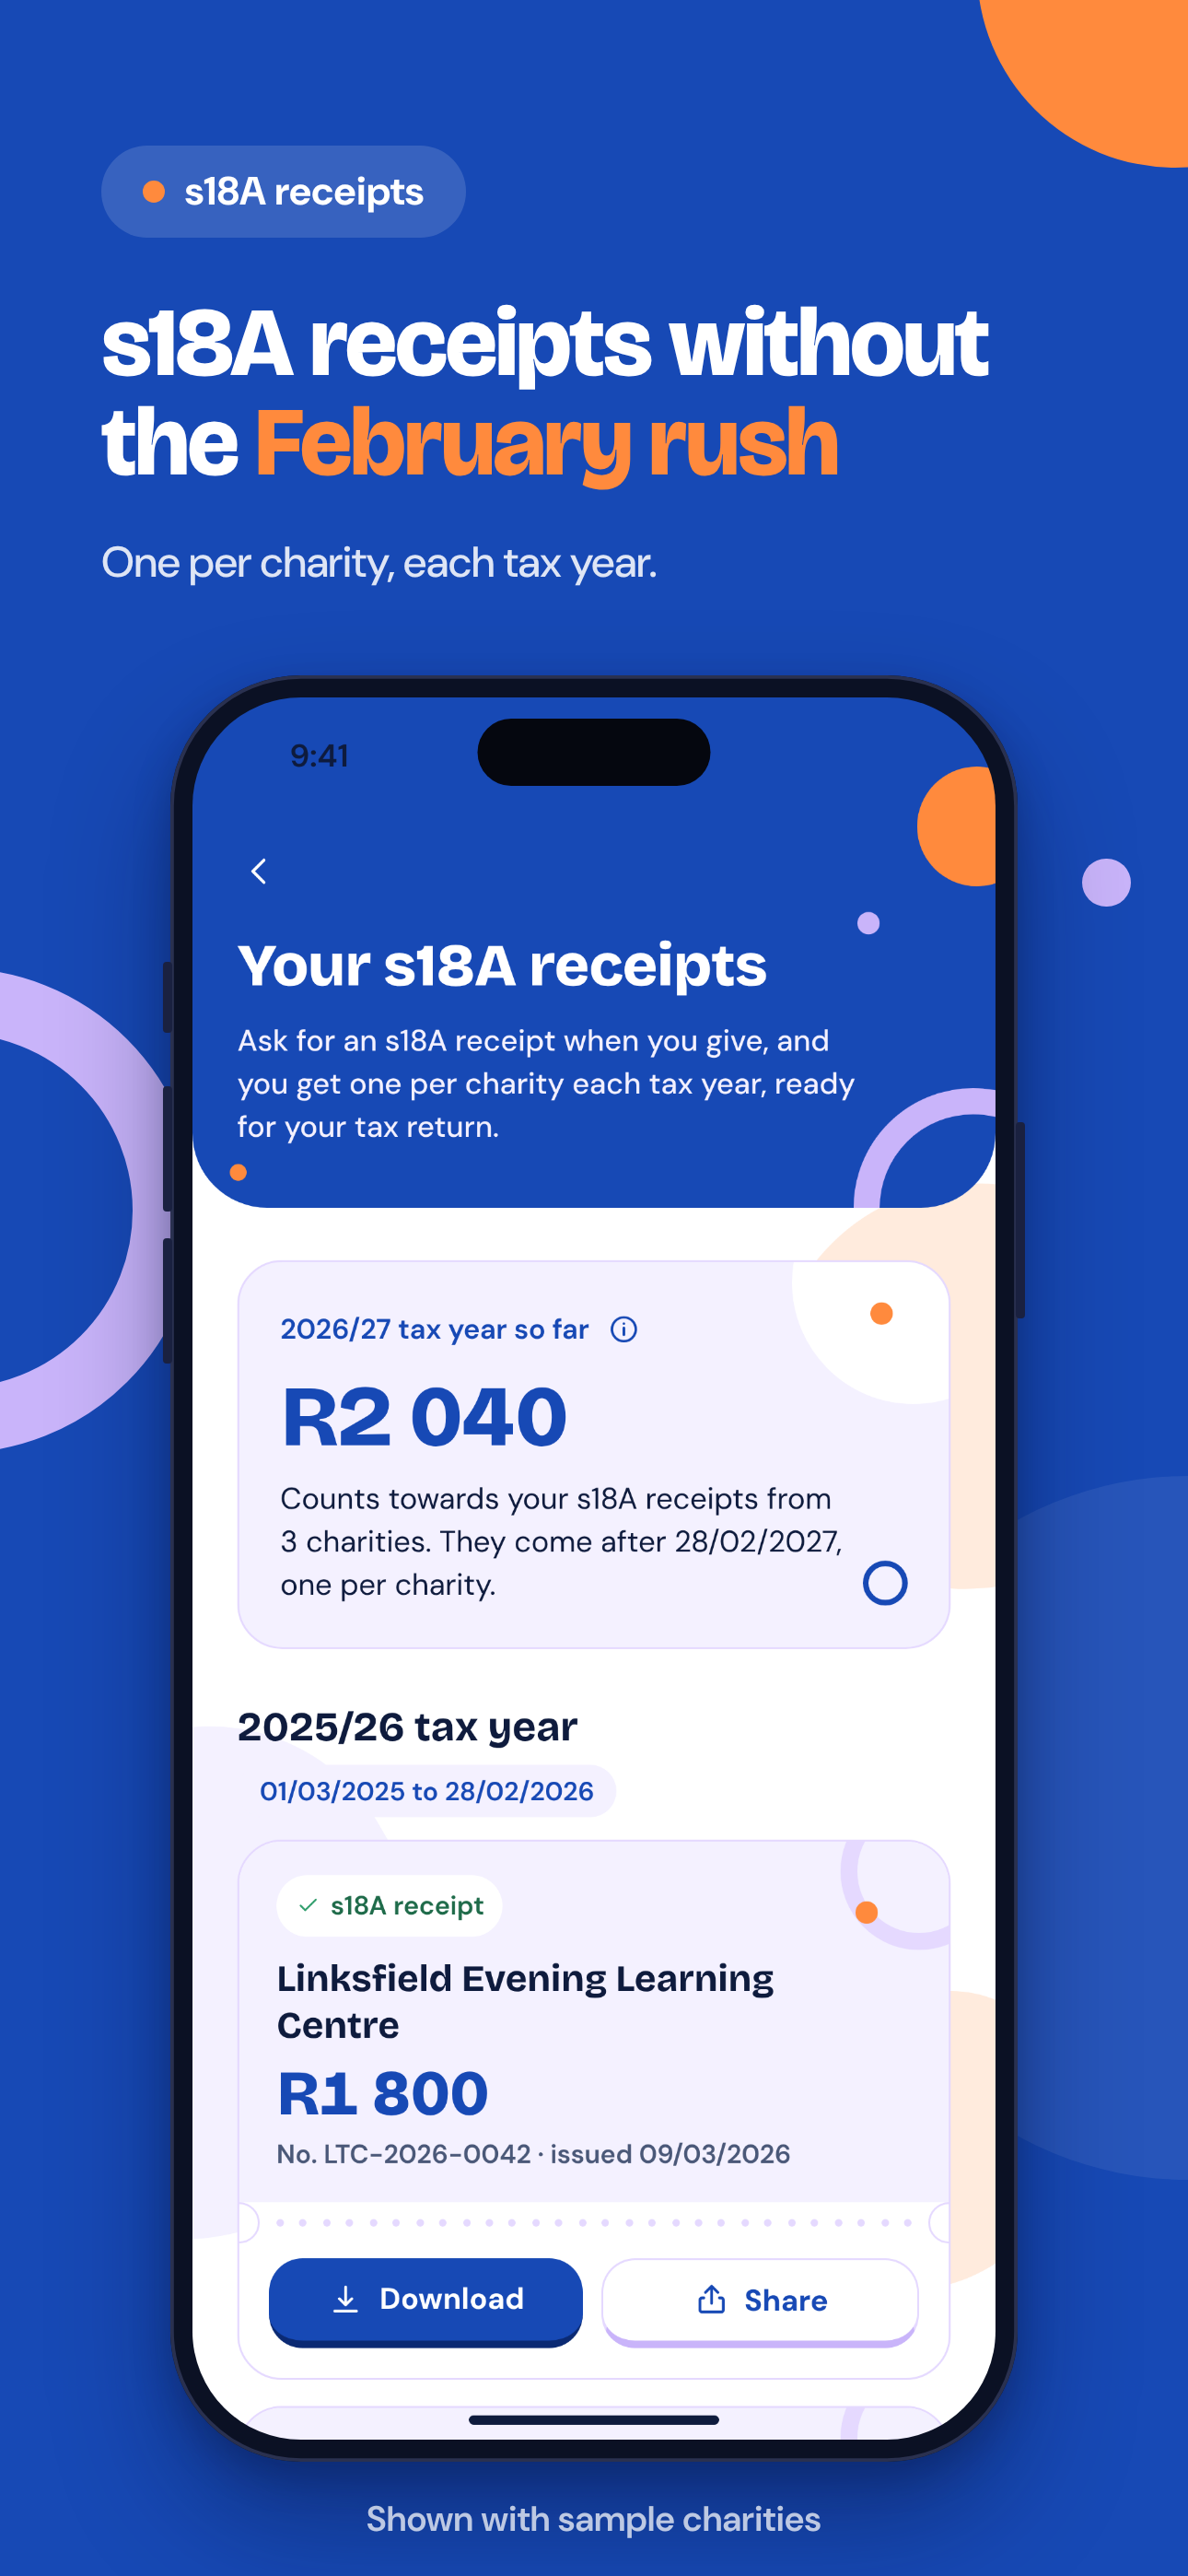 s18A receipts
s18A receipts without
the February rush
One per charity, each tax year.
9:41
Your s18A receipts
Ask for an s18A receipt when you give, and
you get one per charity each tax year, ready
for your tax return.
2026/27 tax year so far
R2 040
Counts towards your s18A receipts from
3 charities. They come after 28/02/2027,
one per charity.
2025/26 tax year
01/03/2025 to 28/02/2026
s18A receipt
Linksfield Evening Learning
Centre
R1 800
No. LTC-2026-0042 · issued 09/03/2026
Download
Share
Shown with sample charities